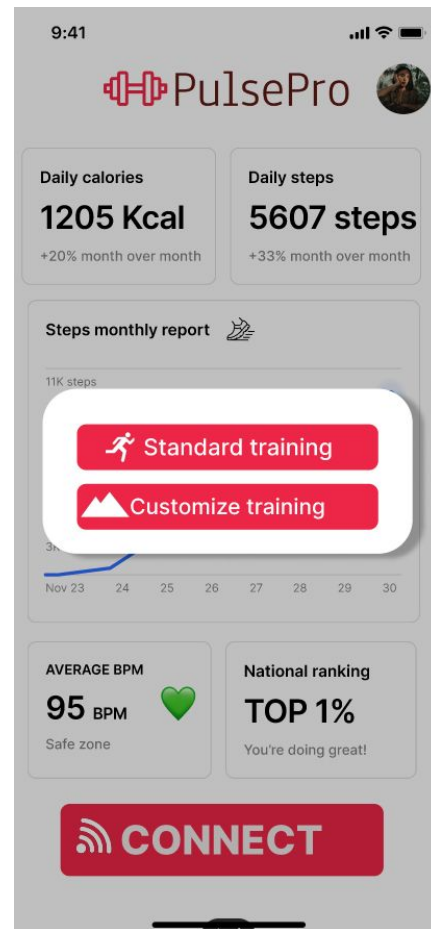 9:41
PulsePro
Daily calories
1205 Kcal
+20% month over month
Daily steps
5607 steps
+33% month over month
Steps monthly report
11K steps
Standard training
Customize training
Nov 23 24 25 26 27 28 29 30
AVERAGE BPM
95 BPM
Safe zone
National ranking
TOP 1%
You're doing great!
CONNECT